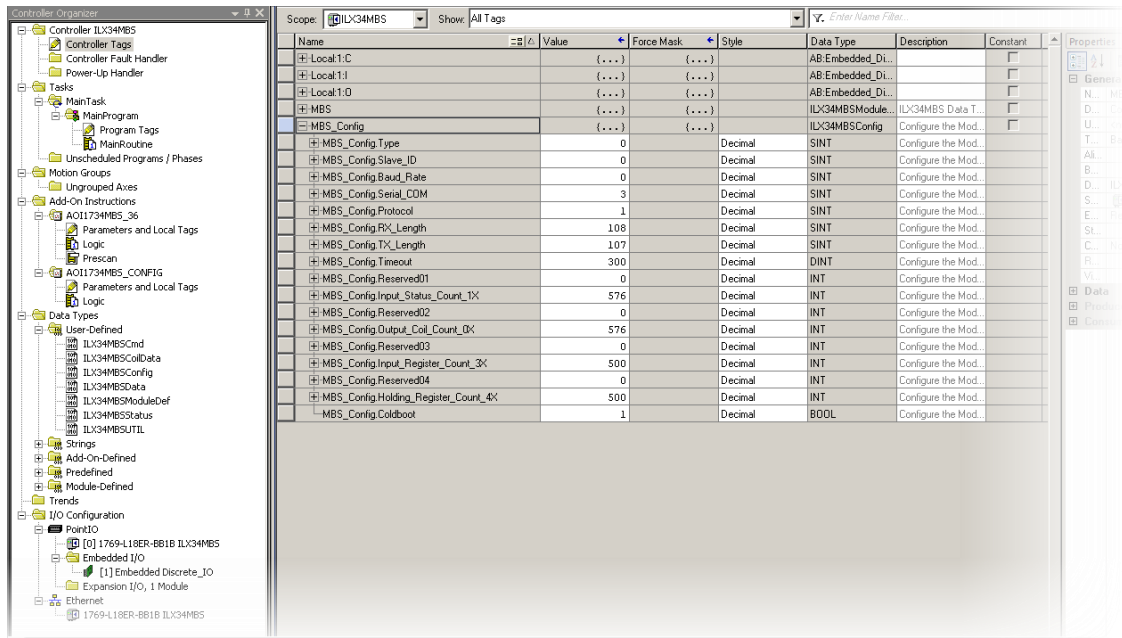 Controller Organizer
Controller ILX34MBS
Controller Tags
Controller Fault Handler
Power-Up Handler
Tasks
MainTask
MainProgram
Program Tags
MainRoutine
Unscheduled Programs / Phases
Motion Groups
Ungrouped Axes
Add-On Instructions
AOI1734MBS_36
Parameters and Local Tags
Logic
Prescan
AOI1734MBS_CONFIG
Parameters and Local Tags
Logic
Data Types
User-Defined
ILX34MBSCmd
ILX34MBSCoilData
ILX34MBSConfig
ILX34MBSData
ILX34MBSModuleDef
ILX34MBSStatus
ILX34MBSUTIL
Strings
Add-On-Defined
Predefined
Module-Defined
Trends
I/O Configuration
PointIO
[0] 1769-L18ER-BB1B ILX34MBS
Embedded I/O
[1] Embedded Discrete_IO
Expansion I/O, 1 Module
Ethernet
1769-L18ER-BB1B ILX34MBS
Scope: ILX34MBS Show: All Tags Enter Name Filter...
Name Value Force Mask Style Data Type Description Constant
Local:1:C {...} {...} AB:Embedded_Di...
Local:1:I {...} {...} AB:Embedded_Di...
Local:1:O {...} {...} AB:Embedded_Di...
MBS {...} {...} ILX34MBSModule... ILX34MBS Data T...
MBS_Config {...} {...} ILX34MBSConfig Configure the Mod...
MBS_Config.Type 0 Decimal SINT Configure the Mod...
MBS_Config.Slave_ID 0 Decimal SINT Configure the Mod...
MBS_Config.Baud_Rate 0 Decimal SINT Configure the Mod...
MBS_Config.Serial_COM 3 Decimal SINT Configure the Mod...
MBS_Config.Protocol 1 Decimal SINT Configure the Mod...
MBS_Config.RX_Length 108 Decimal SINT Configure the Mod...
MBS_Config.TX_Length 107 Decimal SINT Configure the Mod...
MBS_Config.Timeout 300 Decimal DINT Configure the Mod...
MBS_Config.Reserved01 0 Decimal INT Configure the Mod...
MBS_Config.Input_Status_Count_1X 576 Decimal INT Configure the Mod...
MBS_Config.Reserved02 0 Decimal INT Configure the Mod...
MBS_Config.Output_Coil_Count_0X 576 Decimal INT Configure the Mod...
MBS_Config.Reserved03 0 Decimal INT Configure the Mod...
MBS_Config.Input_Register_Count_3X 500 Decimal INT Configure the Mod...
MBS_Config.Reserved04 0 Decimal INT Configure the Mod...
MBS_Config.Holding_Register_Count_4X 500 Decimal INT Configure the Mod...
MBS_Config.Coldboot 1 Decimal BOOL Configure the Mod...
Properties
General
N...
D...
U...
T...
Ali...
B...
D...
S...
E...
St...
C...
R...
Vi...
Data